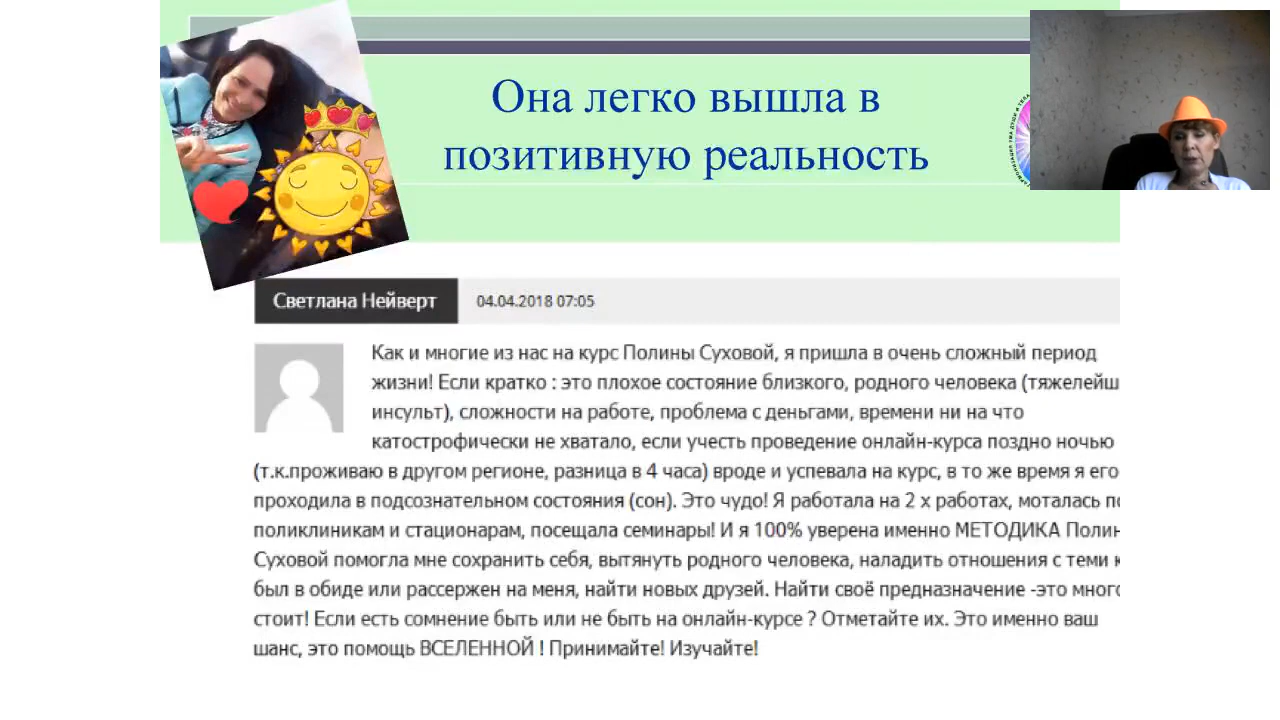 Она легко вышла в
позитивную реальность
Светлана Нейверт 04.04.2018 07:05
Как и многие из нас на курс Полины Суховой, я пришла в очень сложный период
жизни! Если кратко : это плохое состояние близкого, родного человека (тяжелейш
инсульт), сложности на работе, проблема с деньгами, времени ни на что
катострофически не хватало, если учесть проведение онлайн-курса поздно ночью
(т.к.проживаю в другом регионе, разница в 4 часа) вроде и успевала на курс, в то же время я его
проходила в подсознательном состояния (сон). Это чудо! Я работала на 2 х работах, моталась по
поликлиникам и стационарам, посещала семинары! И я 100% уверена именно МЕТОДИКА Полин
Суховой помогла мне сохранить себя, вытянуть родного человека, наладить отношения с теми к
был в обиде или рассержен на меня, найти новых друзей. Найти своё предназначение -это много
стоит! Если есть сомнение быть или не быть на онлайн-курсе ? Отметайте их. Это именно ваш
шанс, это помощь ВСЕЛЕННОЙ ! Принимайте! Изучайте!